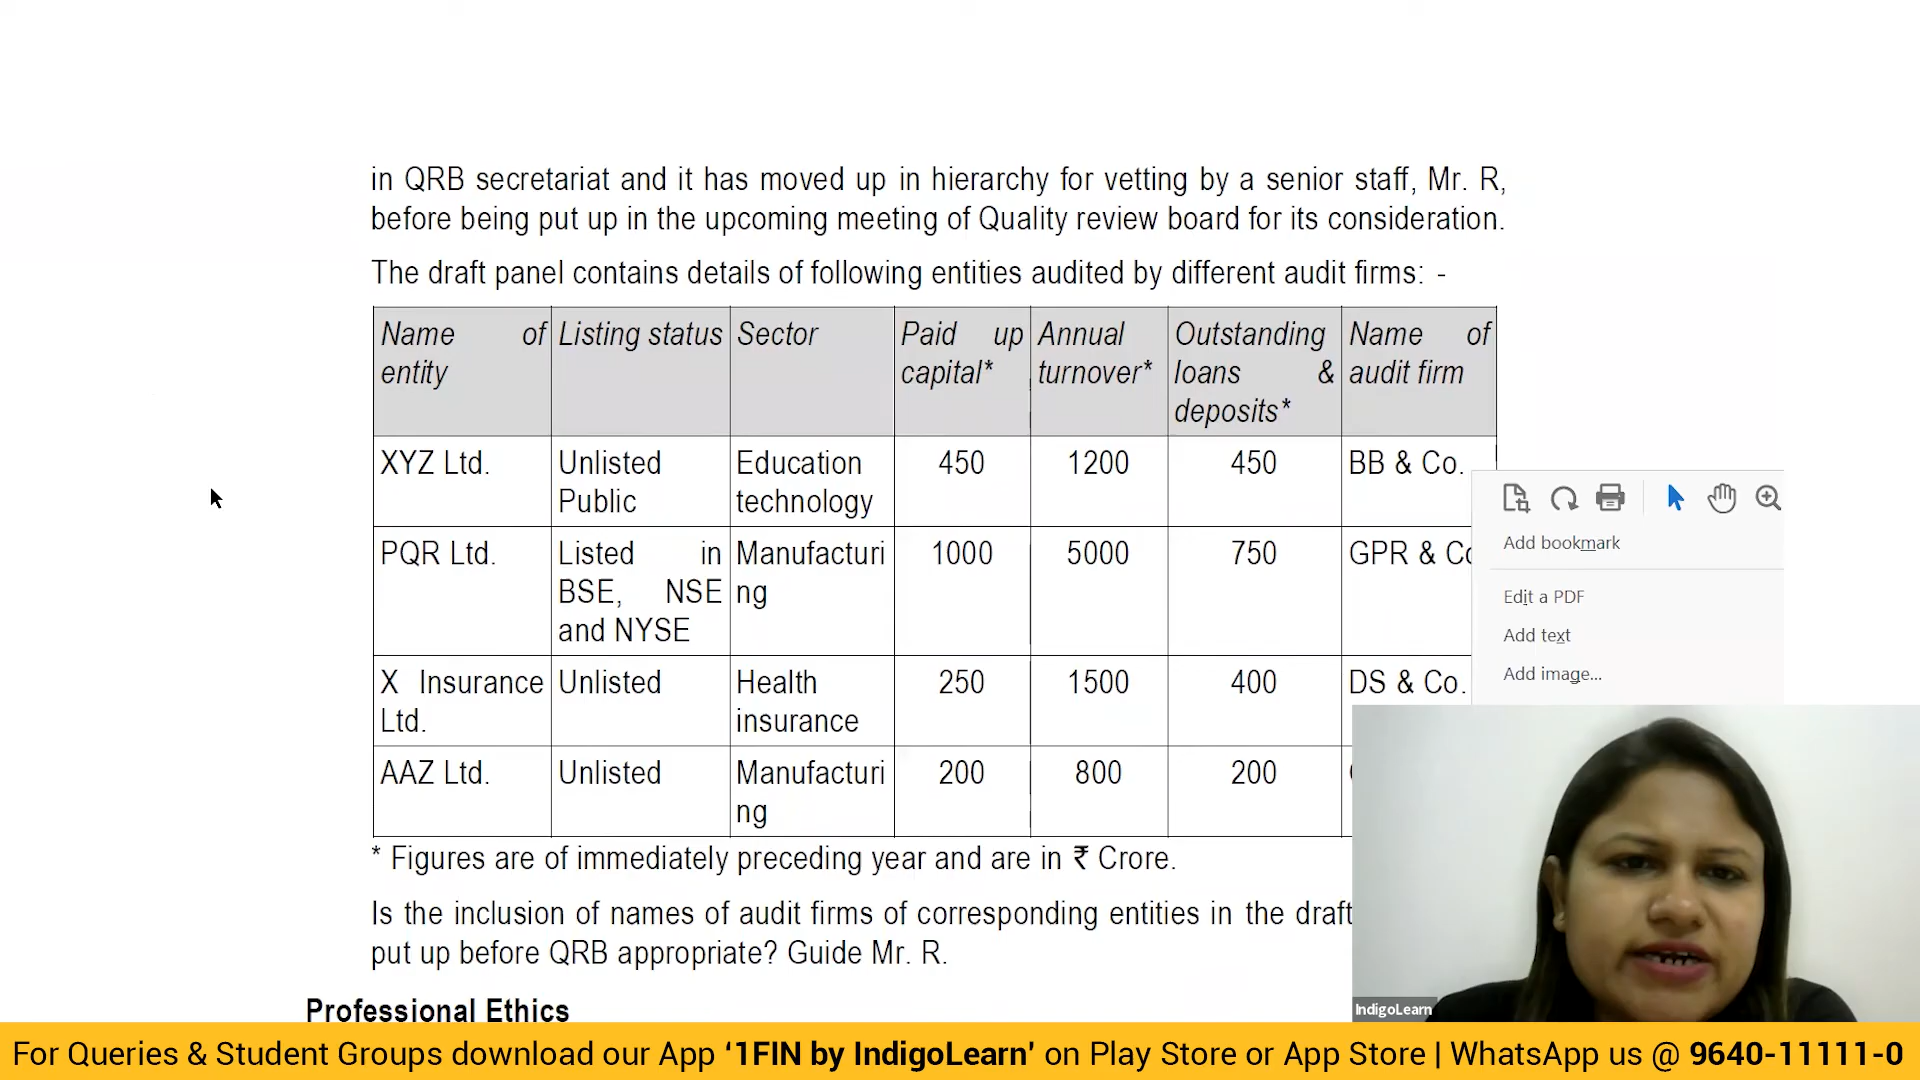 in QRB secretariat and it has moved up in hierarchy for vetting by a senior staff, Mr. R,
before being put up in the upcoming meeting of Quality review board for its consideration.
The draft panel contains details of following entities audited by different audit firms: -
Name of entity | Listing status | Sector | Paid up capital* | Annual turnover* | Outstanding loans & deposits* | Name of audit firm
XYZ Ltd. | Unlisted Public | Education technology | 450 | 1200 | 450 | BB & Co.
PQR Ltd. | Listed in BSE, NSE and NYSE | Manufacturi ng | 1000 | 5000 | 750 | GPR & Co
X Insurance Ltd. | Unlisted | Health insurance | 250 | 1500 | 400 | DS & Co.
AAZ Ltd. | Unlisted | Manufacturi ng | 200 | 800 | 200
* Figures are of immediately preceding year and are in ₹ Crore.
Is the inclusion of names of audit firms of corresponding entities in the draft
put up before QRB appropriate? Guide Mr. R.
Professional Ethics
Add bookmark
Edit a PDF
Add text
Add image...
IndigoLearn
For Queries & Student Groups download our App ‘1FIN by IndigoLearn’ on Play Store or App Store | WhatsApp us @ 9640-11111-0